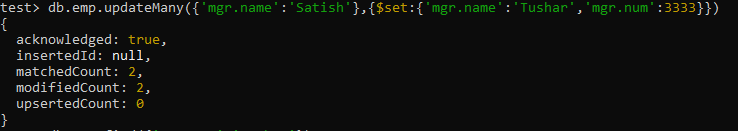 test> db.emp.updateMany({'mgr.name':'Satish'},{$set:{'mgr.name':'Tushar','mgr.num':3333}})
{
  acknowledged: true,
  insertedId: null,
  matchedCount: 2,
  modifiedCount: 2,
  upsertedCount: 0
}